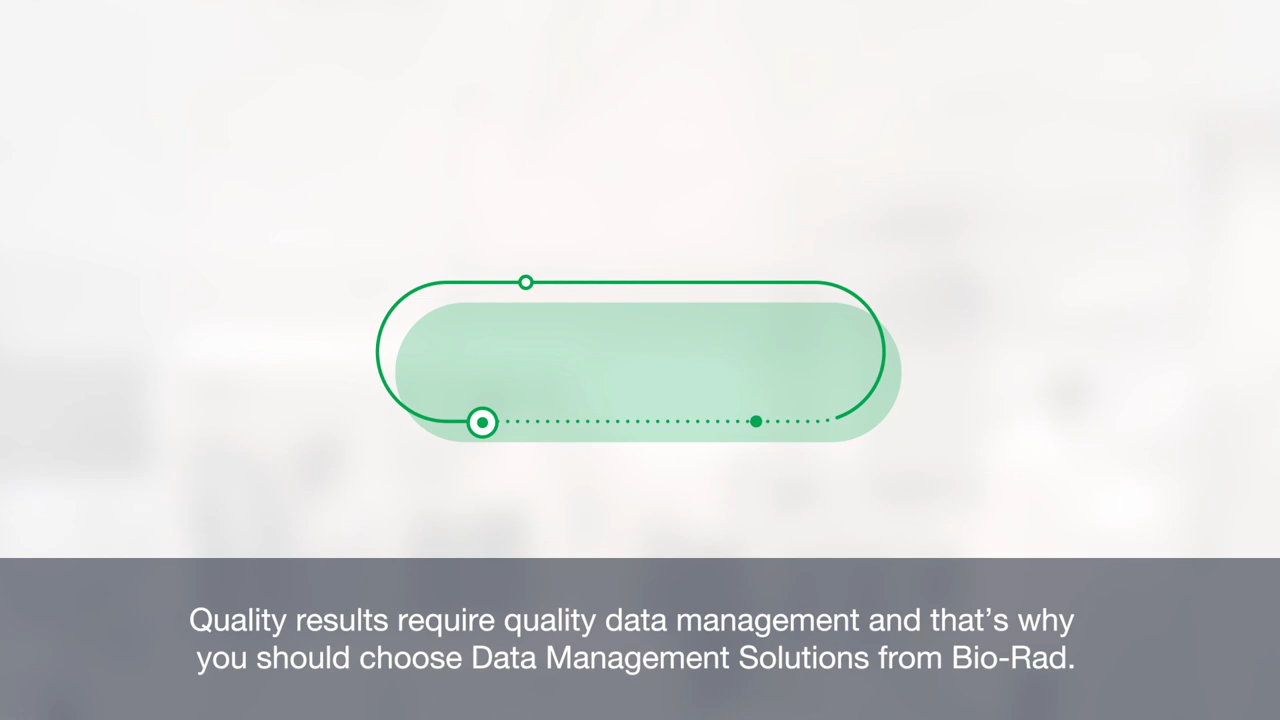 Quality results require quality data management and that’s why
you should choose Data Management Solutions from Bio-Rad.